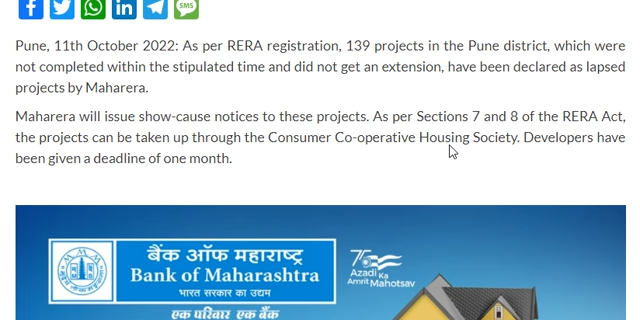 SMS
Pune, 11th October 2022: As per RERA registration, 139 projects in the Pune district, which were
not completed within the stipulated time and did not get an extension, have been declared as lapsed
projects by Maharera.
Maharera will issue show-cause notices to these projects. As per Sections 7 and 8 of the RERA Act,
the projects can be taken up through the Consumer Co-operative Housing Society. Developers have
been given a deadline of one month.
बैंक ऑफ महाराष्ट्र
Bank of Maharashtra
भारत सरकार का उद्यम
एक परिवार एक बैंक
75
Azadi Ka
Amrit Mahotsav